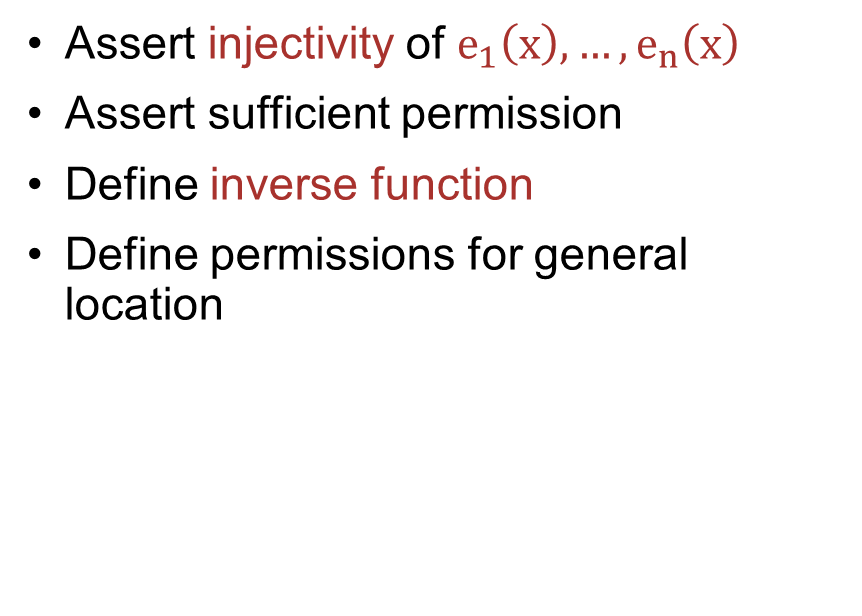 • Assert injectivity of e₁(x), … , eₙ(x)
• Assert sufficient permission
• Define inverse function
• Define permissions for general
location